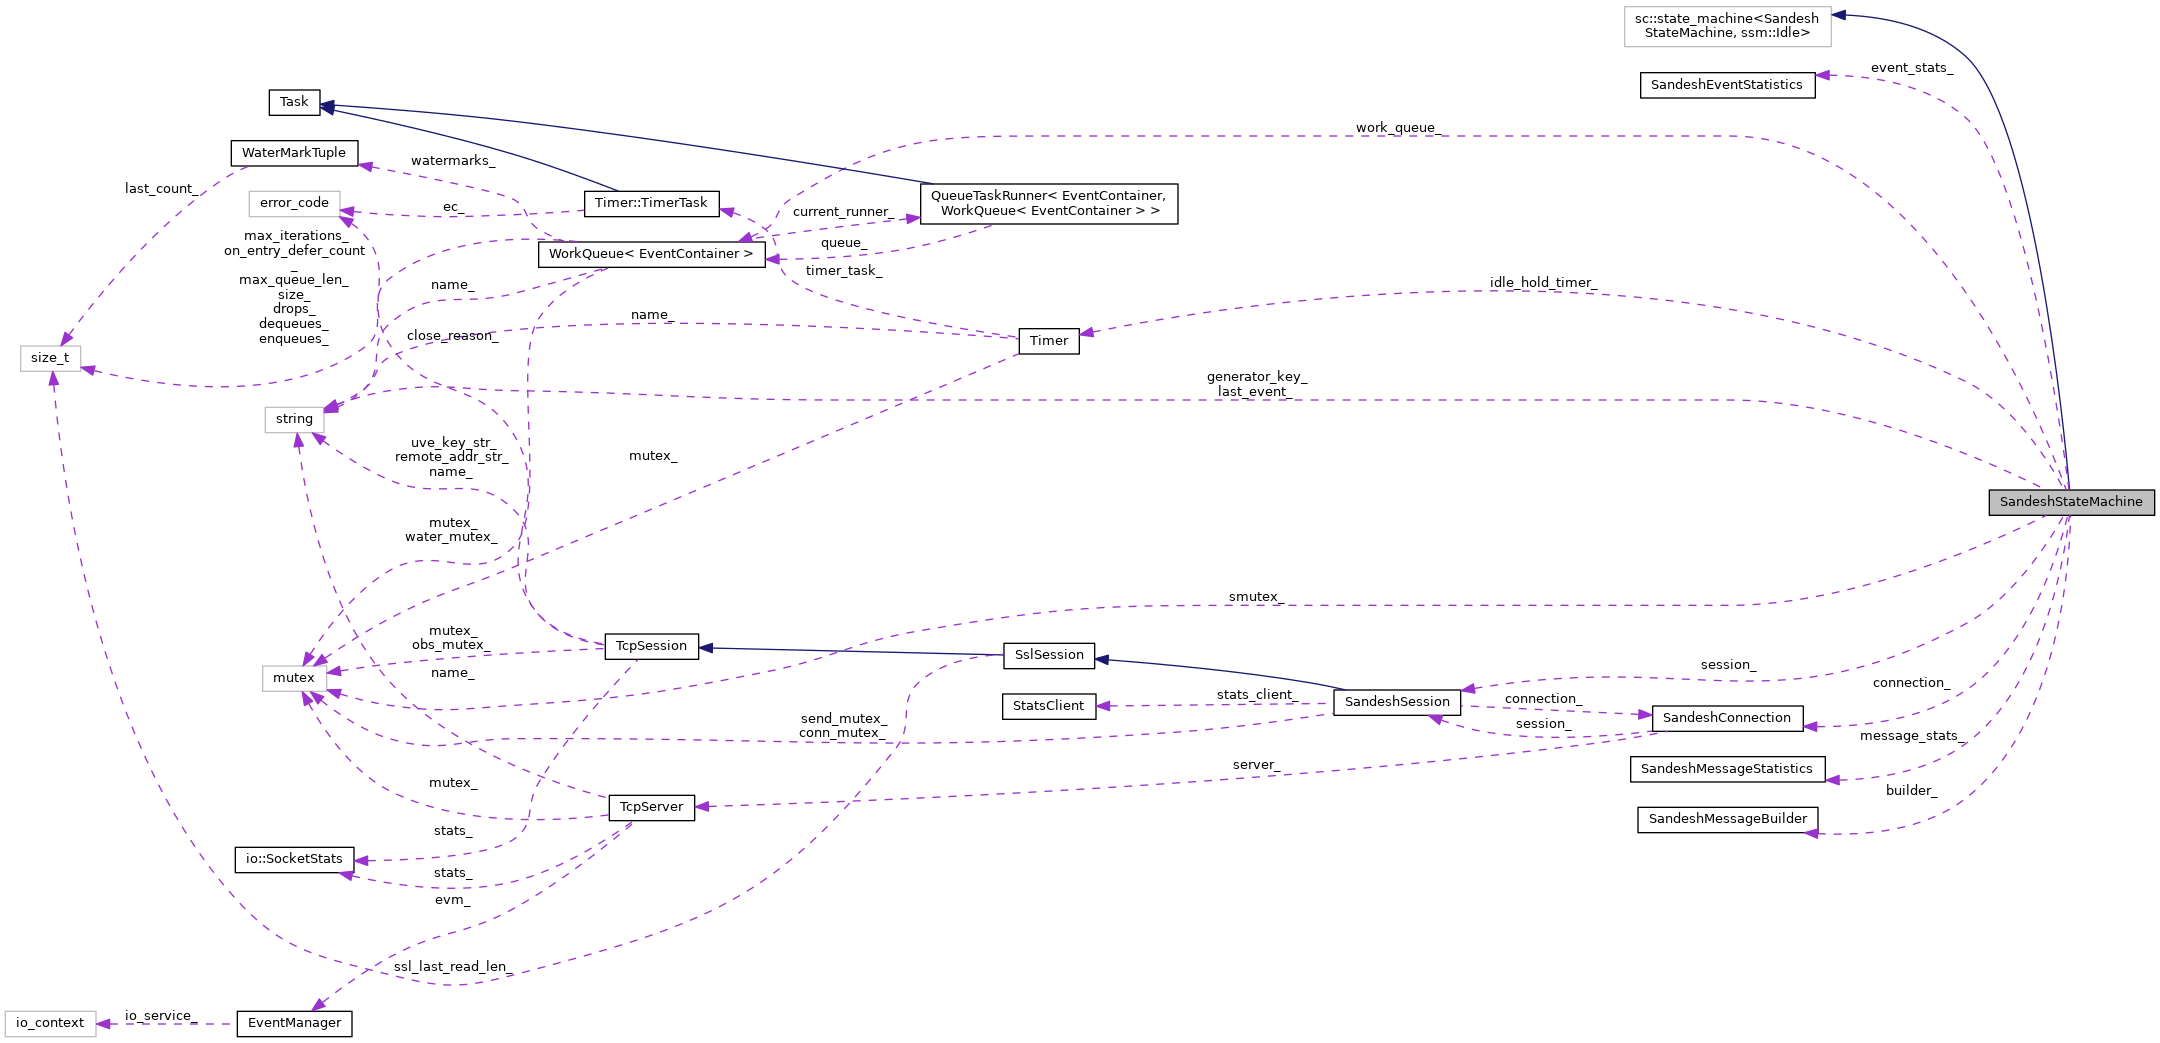 sc::state_machine<Sandesh
StateMachine, ssm::Idle>
event_stats_
SandeshEventStatistics
Task
work_queue_
WaterMarkTuple
watermarks_
last_count_
error_code
ec_
Timer::TimerTask
QueueTaskRunner< EventContainer,
WorkQueue< EventContainer > >
current_runner_
max_iterations_
on_entry_defer_count
_
max_queue_len_
size_
drops_
dequeues_
enqueues_
WorkQueue< EventContainer >
queue_
timer_task_
name_
idle_hold_timer_
name_
close_reason_
Timer
size_t
generator_key_
last_event_
string
uve_key_str_
remote_addr_str_
name_
mutex_
SandeshStateMachine
mutex_
water_mutex_
smutex_
mutex_
obs_mutex_
TcpSession
SslSession
name_
mutex
session_
connection_
stats_client_
StatsClient
SandeshSession
connection_
session_
SandeshConnection
send_mutex_
conn_mutex_
message_stats_
server_
SandeshMessageStatistics
mutex_
TcpServer
builder_
SandeshMessageBuilder
stats_
io::SocketStats
stats_
evm_
ssl_last_read_len_
io_context
io_service_
EventManager